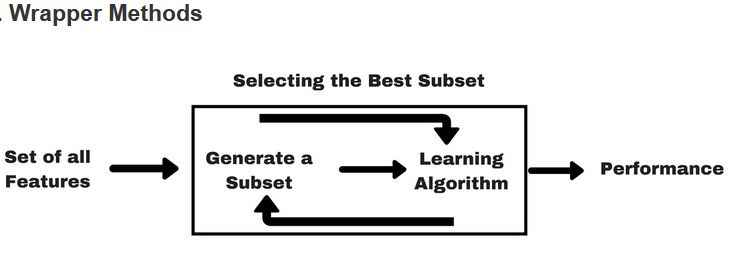 . Wrapper Methods
Selecting the Best Subset
Set of all
Features
Generate a
Subset
Learning
Algorithm
Performance